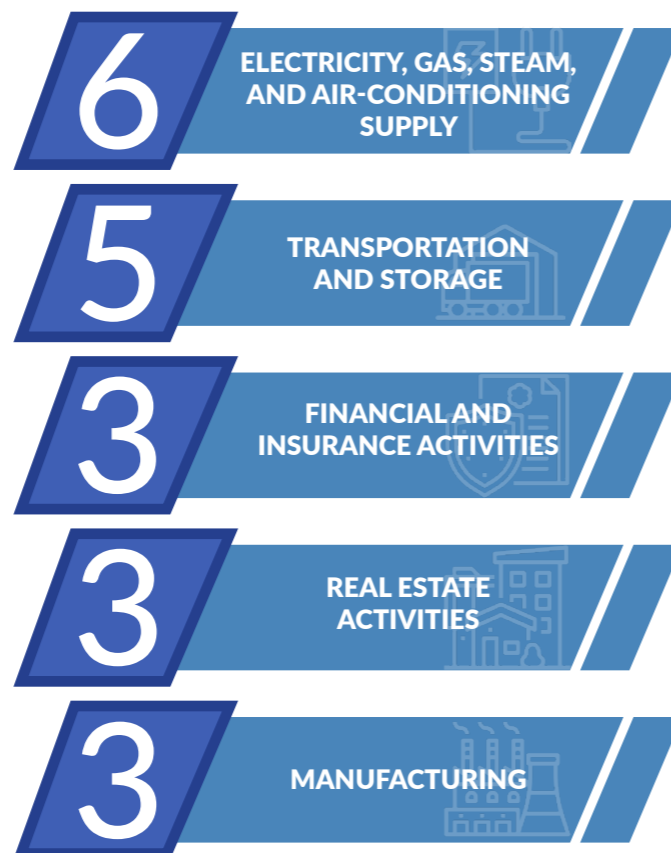 6
ELECTRICITY, GAS, STEAM,
AND AIR-CONDITIONING
SUPPLY
5
TRANSPORTATION
AND STORAGE
3
FINANCIAL AND
INSURANCE ACTIVITIES
3
REAL ESTATE
ACTIVITIES
3
MANUFACTURING